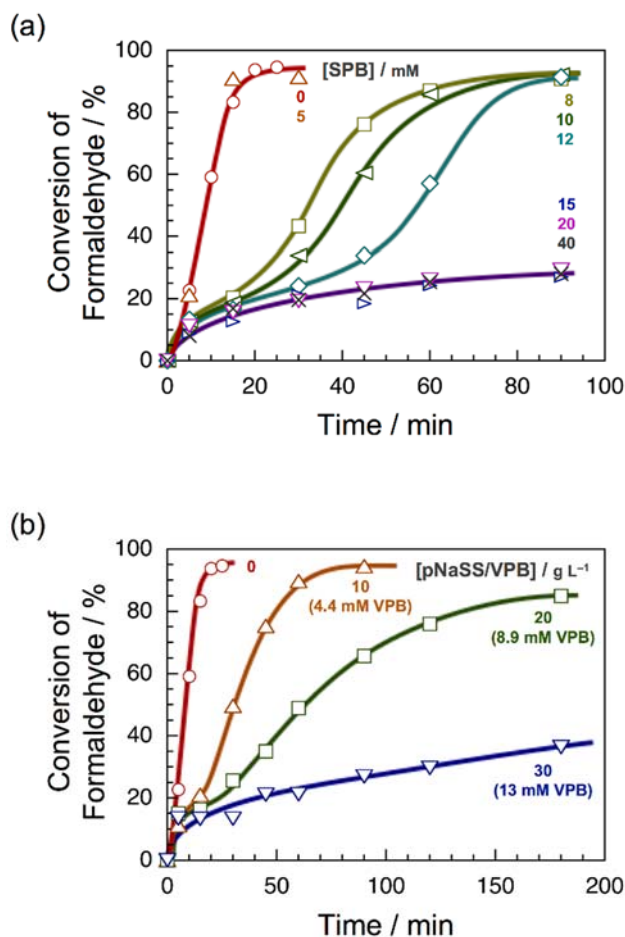 (a)
100
80
60
40
20
0
Conversion of
Formaldehyde / %
[SPB] / mM
0
5
8
10
12
15
20
40
0 20 40 60 80 100
Time / min
(b)
100
80
60
40
20
0
Conversion of
Formaldehyde / %
[pNaSS/VPB] / g L⁻¹
0
10
(4.4 mM VPB)
20
(8.9 mM VPB)
30
(13 mM VPB)
0 50 100 150 200
Time / min